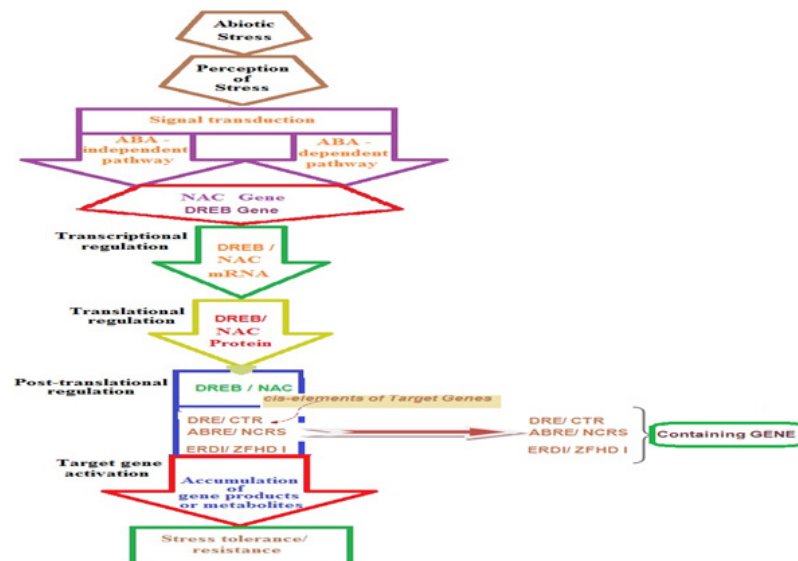 Abiotic
Stress
Perception
of
Stress
Signal transduction
ABA -
independent
pathway
ABA -
dependent
pathway
NAC Gene
DREB Gene
Transcriptional
regulation
DREB /
NAC
mRNA
Translational
regulation
DREB/
NAC
Protein
Post-translational
regulation
DREB / NAC
cis-elements of Target Genes
DRE/ CTR
ABRE/ NCRS
ERDI/ ZFHD I
DRE/ CTR
ABRE/ NCRS
ERDI/ ZFHD I
Containing GENE
Target gene
activation
Accumulation
of
gene products
or metabolites
Stress tolerance/
resistance